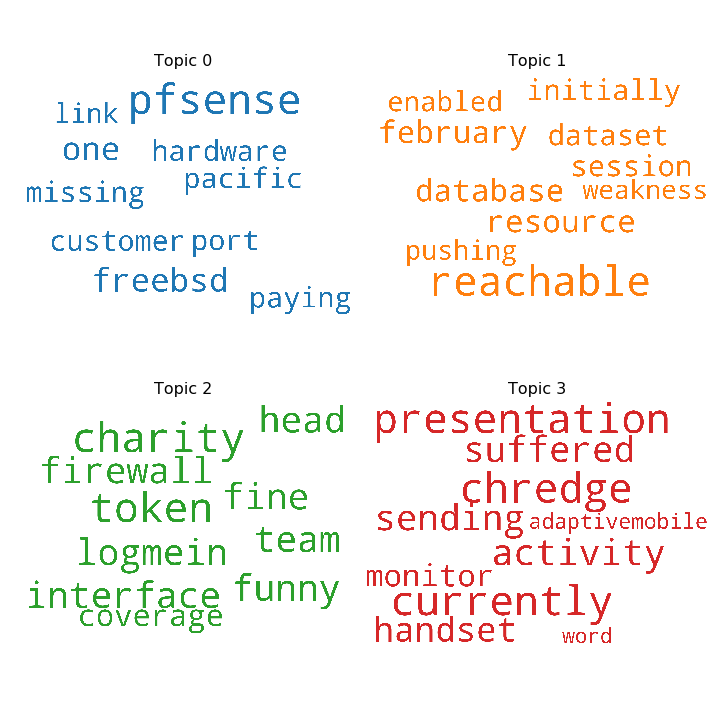 Topic 0
pfsense
link
one
hardware
pacific
missing
customer
port
freebsd
paying
Topic 1
initially
enabled
february
dataset
session
database
weakness
resource
pushing
reachable
Topic 2
head
charity
firewall
fine
token
team
logmein
interface
funny
coverage
Topic 3
presentation
suffered
chredge
sending
adaptivemobile
activity
monitor
currently
handset
word